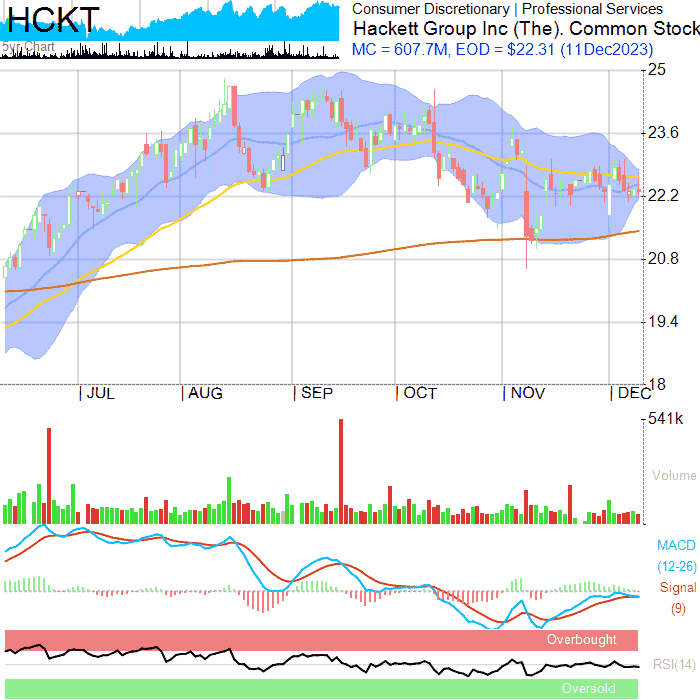 HCKT
5yr Chart
Consumer Discretionary | Professional Services
Hackett Group Inc (The). Common Stock
MC = 607.7M, EOD = $22.31 (11Dec2023)
25
23.6
22.2
20.8
19.4
18
| JUL | AUG | SEP | OCT | NOV | DEC
541k
Volume
MACD
(12-26)
Signal
(9)
Overbought
RSI(14)
Oversold